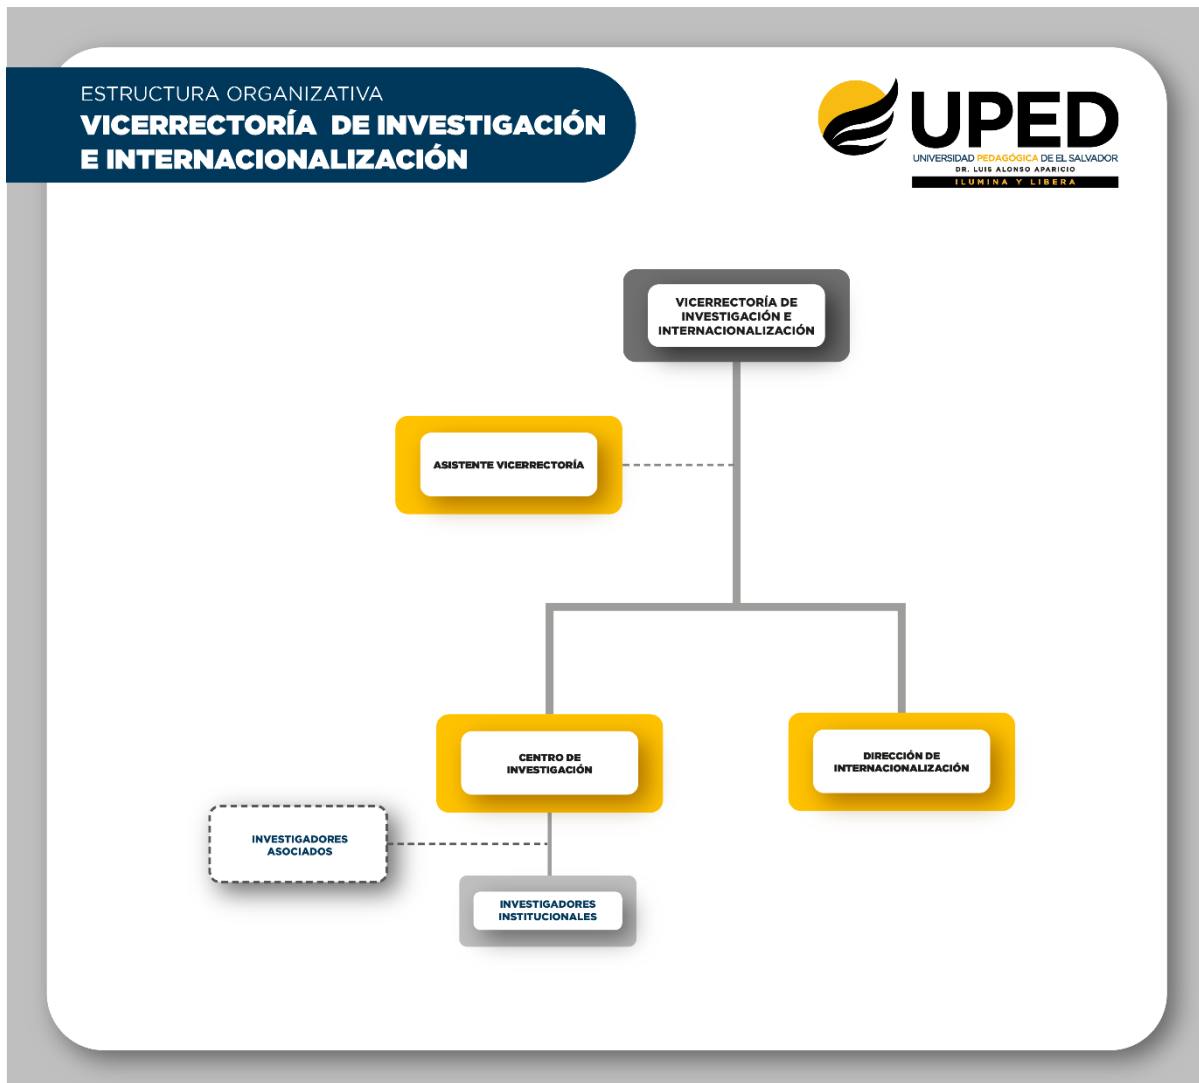 ESTRUCTURA ORGANIZATIVA
VICERRECTORÍA DE INVESTIGACIÓN
E INTERNACIONALIZACIÓN
UPED
UNIVERSIDAD PEDAGÓGICA DE EL SALVADOR
DR. LUIS ALONSO APARICIO
ILUMINA Y LIBERA
VICERRECTORÍA DE
INVESTIGACIÓN E
INTERNACIONALIZACIÓN
ASISTENTE VICERRECTORÍA
CENTRO DE
INVESTIGACIÓN
DIRECCIÓN DE
INTERNACIONALIZACIÓN
INVESTIGADORES
ASOCIADOS
INVESTIGADORES
INSTITUCIONALES